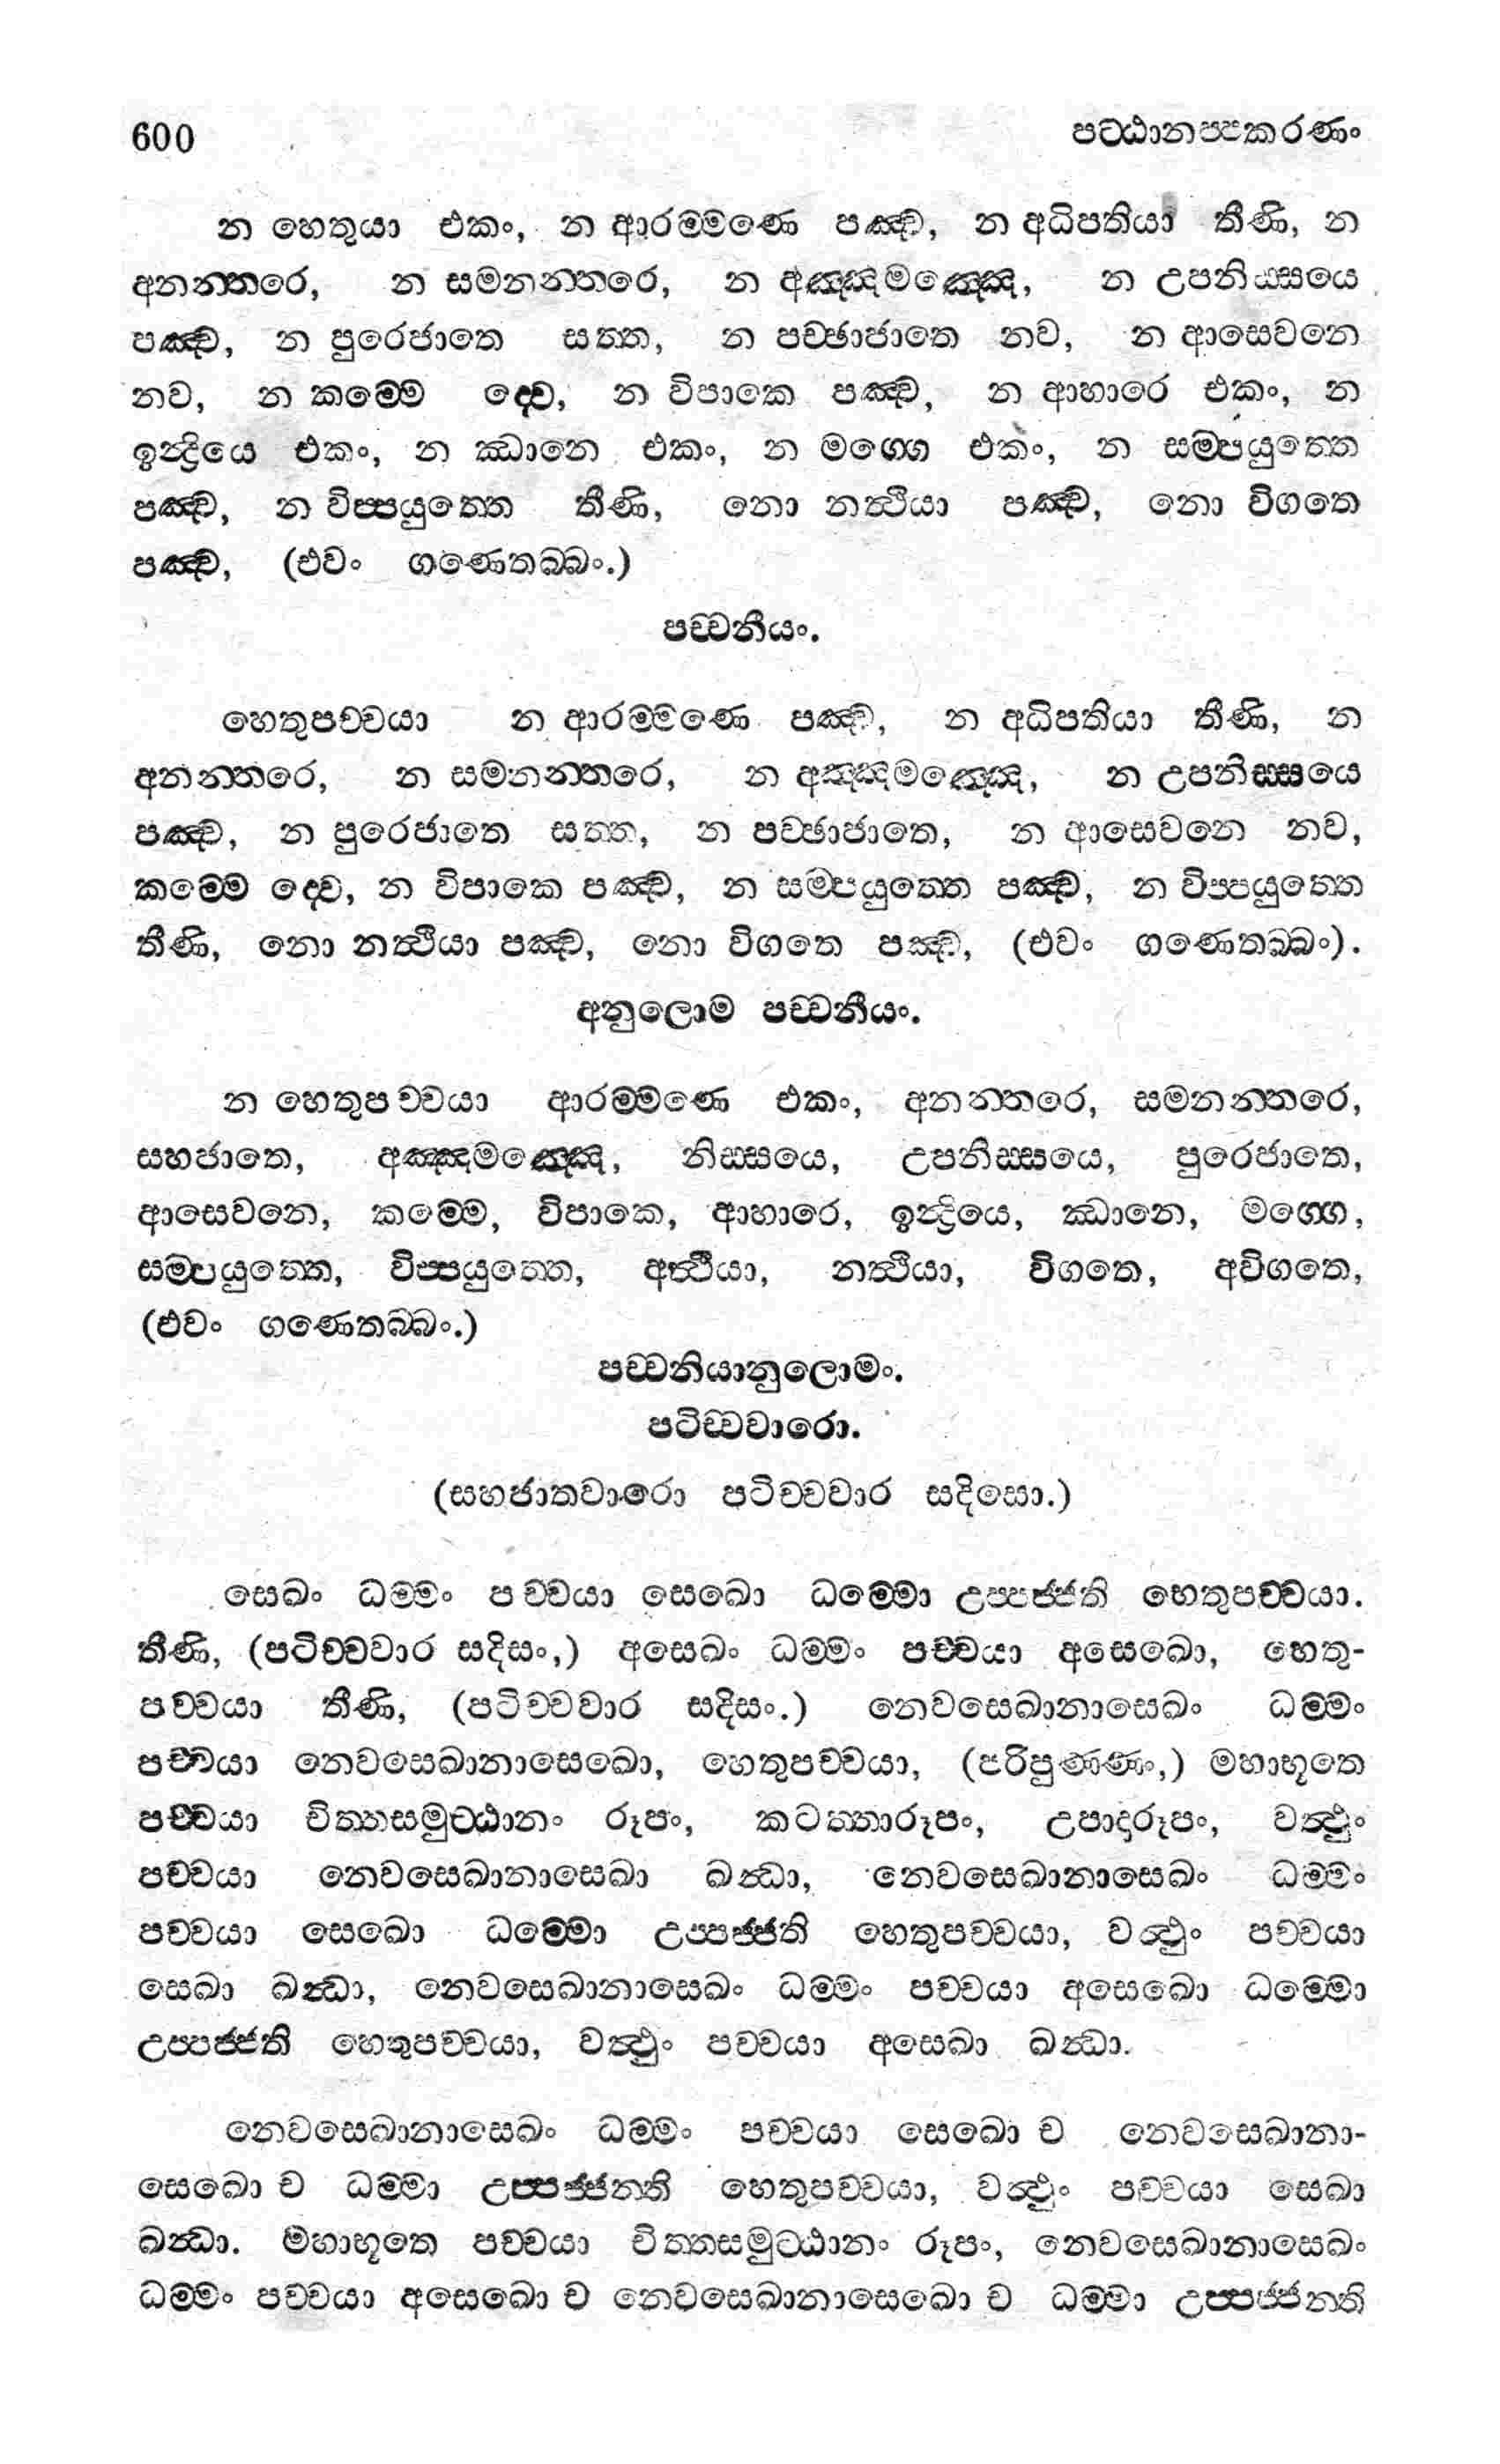 600 පට්ඨානප්පකරණං
න හෙතුයා එකං, න ආරම්මණෙ පඤ්ච, න අධිපතියා තීණි, න
අනන්තරෙ, න සමනන්තරෙ, න අඤ්ඤමඤ්ඤෙ, න උපනිස්සයෙ
පඤ්ච, න පුරෙජාතෙ සත්ත, න පච්ඡාජාතෙ නව, න ආසෙවනෙ
නව, න කම්මෙ ද්වෙ, න විපාකෙ පඤ්ච, න ආහාරෙ එකං, න
ඉන්ද්‍රියෙ එකං, න ඣානෙ එකං, න මග්ගෙ එකං, න සම්පයුත්තෙ
පඤ්ච, න විප්පයුත්තෙ තීණි, නො නත්ථියා පඤ්ච, නො විගතෙ
පඤ්ච, (එවං ගණෙතබ්බං.)
පච්චනීයං.
හෙතුපච්චයා න ආරම්මණෙ පඤ්ච, න අධිපතියා තීණි, න
අනන්තරෙ, න සමනන්තරෙ, න අඤ්ඤමඤ්ඤෙ, න උපනිස්සයෙ
පඤ්ච, න පුරෙජාතෙ සත්ත, න පච්ඡාජාතෙ, න ආසෙවනෙ නව,
කම්මෙ ද්වෙ, න විපාකෙ පඤ්ච, න සම්පයුත්තෙ පඤ්ච, න විප්පයුත්තෙ
තීණි, නො නත්ථියා පඤ්ච, නො විගතෙ පඤ්ච, (එවං ගණෙතබ්බං).
අනුලොම පච්චනීයං.
න හෙතුපච්චයා ආරම්මණෙ එකං, අනන්තරෙ, සමනන්තරෙ,
සහජාතෙ, අඤ්ඤමඤ්ඤෙ, නිස්සයෙ, උපනිස්සයෙ, පුරෙජාතෙ,
ආසෙවනෙ, කම්මෙ, විපාකෙ, ආහාරෙ, ඉන්ද්‍රියෙ, ඣානෙ, මග්ගෙ,
සම්පයුත්තෙ, විප්පයුත්තෙ, අත්ථියා, නත්ථියා, විගතෙ, අවිගතෙ,
(එවං ගණෙතබ්බං.)
පච්චනියානුලොමං.
පටිච්චවාරො.
(සහජාතවාරො පටිච්චවාර සදිසො.)
සෙඛං ධම්මං පච්චයා සෙඛො ධම්මො උප්පජ්ජති හෙතුපච්චයා.
තීණි, (පටිච්චවාර සදිසං,) අසෙඛං ධම්මං පච්චයා අසෙඛො, හෙතු-
පච්චයා තීණි, (පටිච්චවාර සදිසං.) නෙවසෙඛානාසෙඛං ධම්මං
පච්චයා නෙවසෙඛානාසෙඛො, හෙතුපච්චයා, (පරිපුණ්ණං,) මහාභූතෙ
පච්චයා චිත්තසමුට්ඨානං රූපං, කටත්තාරූපං, උපාදාරූපං, වත්ථුං
පච්චයා නෙවසෙඛානාසෙඛා ඛන්ධා, නෙවසෙඛානාසෙඛං ධම්මං
පච්චයා සෙඛො ධම්මො උප්පජ්ජති හෙතුපච්චයා, වත්ථුං පච්චයා
සෙඛා ඛන්ධා, නෙවසෙඛානාසෙඛං ධම්මං පච්චයා අසෙඛො ධම්මො
උප්පජ්ජති හෙතුපච්චයා, වත්ථුං පච්චයා අසෙඛා ඛන්ධා.
නෙවසෙඛානාසෙඛං ධම්මං පච්චයා සෙඛො ච නෙවසෙඛානා-
සෙඛො ච ධම්මා උප්පජ්ජන්ති හෙතුපච්චයා, වත්ථුං පච්චයා සෙඛා
ඛන්ධා. මහාභූතෙ පච්චයා චිත්තසමුට්ඨානං රූපං, නෙවසෙඛානාසෙඛං
ධම්මං පච්චයා අසෙඛො ච නෙවසෙඛානාසෙඛො ච ධම්මා උප්පජ්ජන්ති